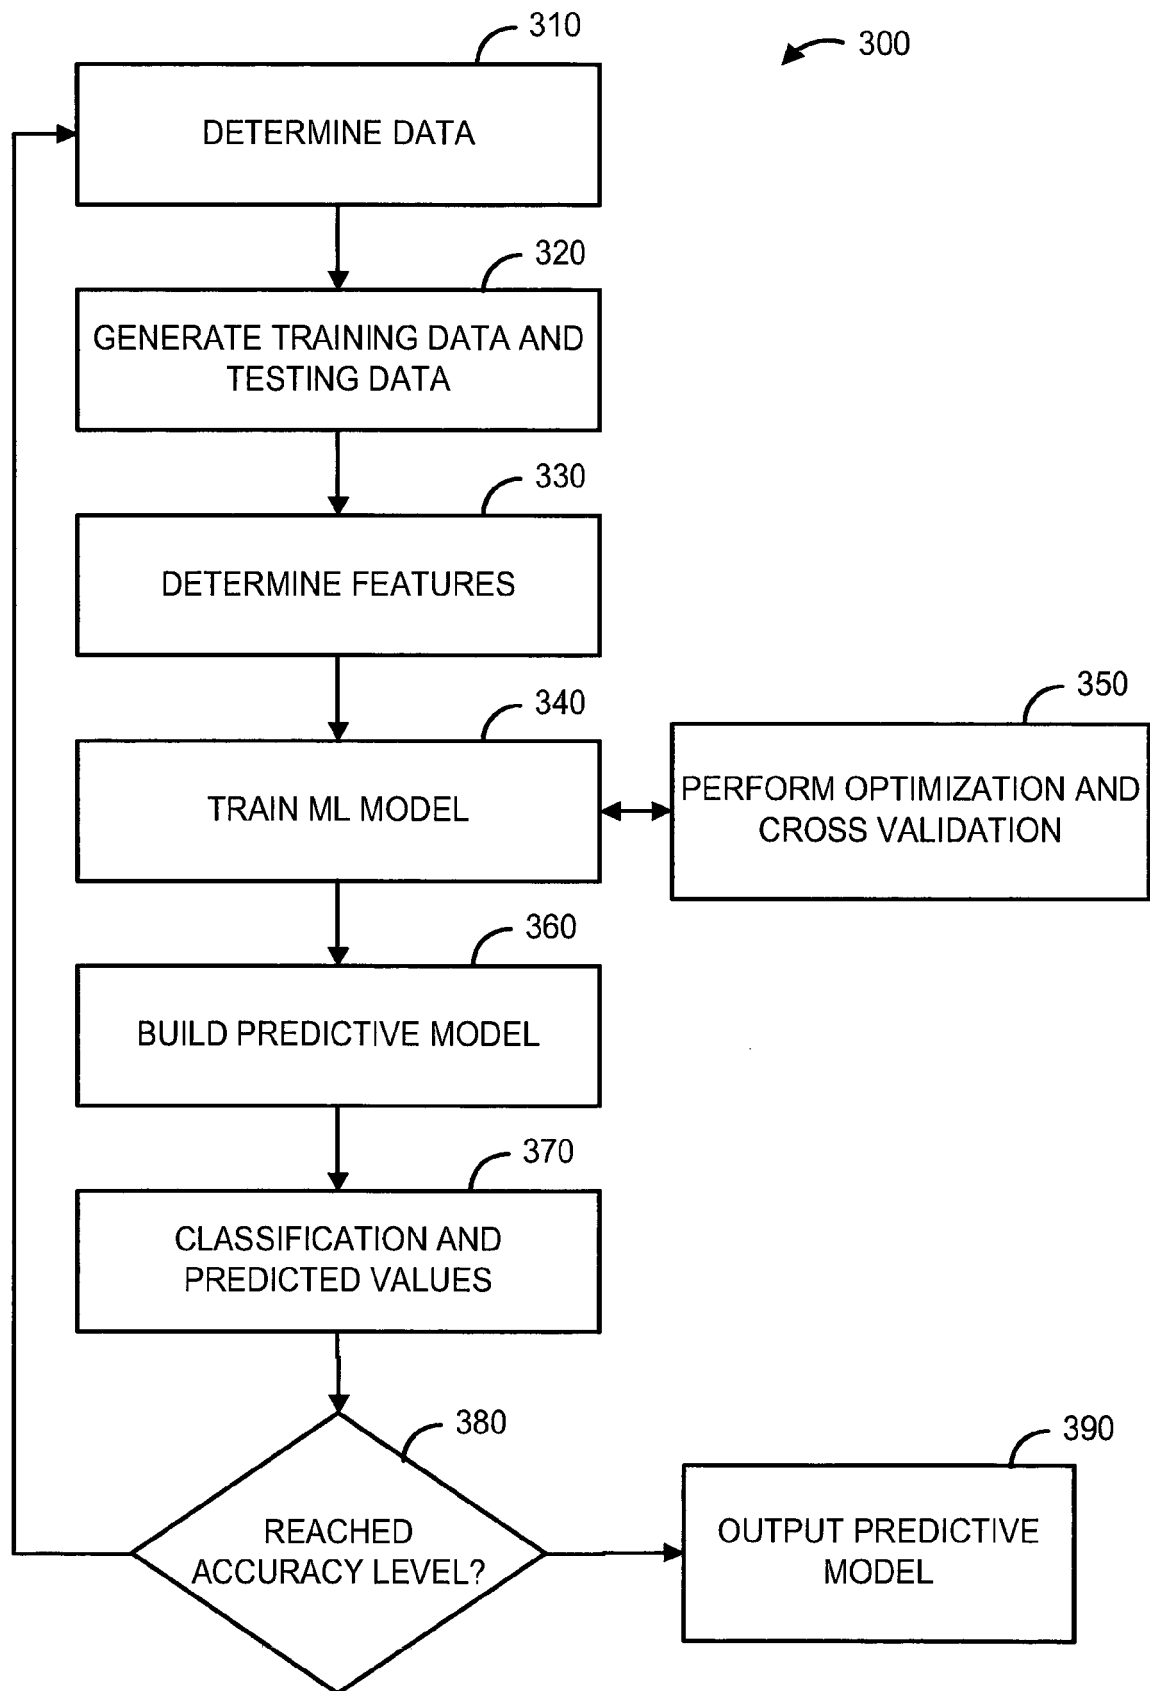 310
300
DETERMINE DATA
320
GENERATE TRAINING DATA AND
TESTING DATA
330
DETERMINE FEATURES
340
350
TRAIN ML MODEL
PERFORM OPTIMIZATION AND
CROSS VALIDATION
360
BUILD PREDICTIVE MODEL
370
CLASSIFICATION AND
PREDICTED VALUES
380
390
REACHED
ACCURACY LEVEL?
OUTPUT PREDICTIVE
MODEL